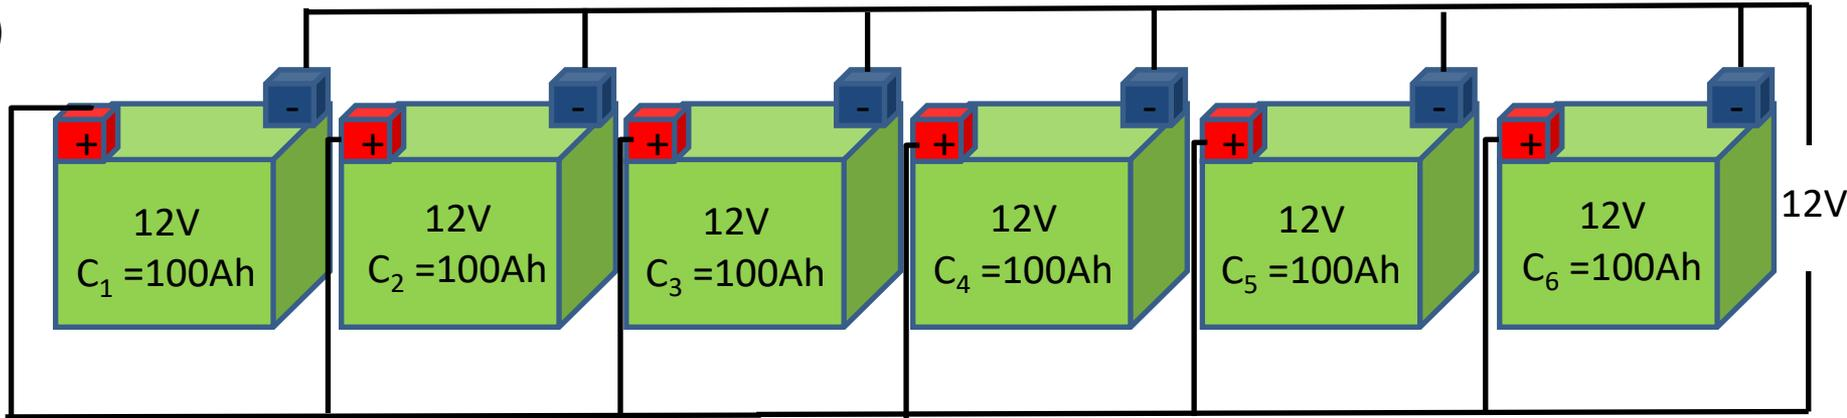 )
- - - - - -
+ + + + + +
12V 12V 12V 12V 12V 12V
12V
C₁ =100Ah C₂ =100Ah C₃ =100Ah C₄ =100Ah C₅ =100Ah C₆ =100Ah